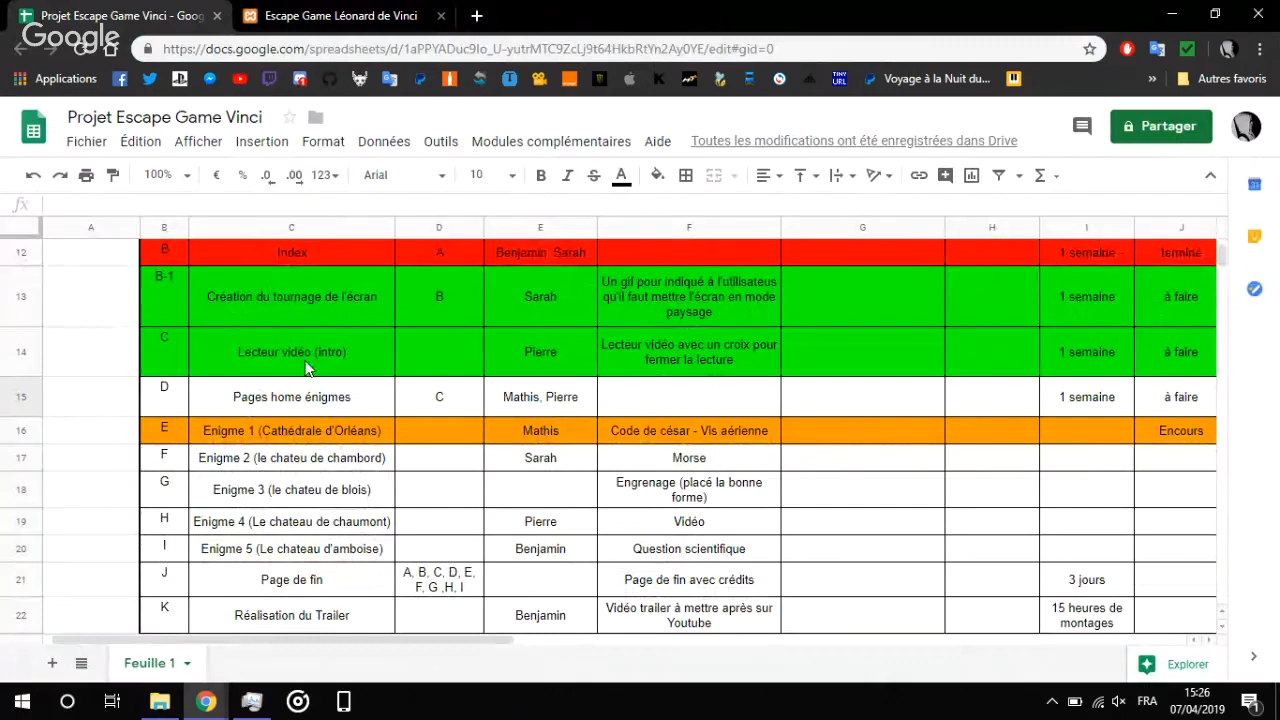 Projet Escape Game Vinci - Goog
Escape Game Léonard de Vinci
Google
https://docs.google.com/spreadsheets/d/1aPPYADuc9Io_U-yutrMTC9ZcLj9t64HkbRtYn2Ay0YE/edit#gid=0
Applications
TINY
URL
Voyage à la Nuit du...
Autres favoris
Projet Escape Game Vinci
Fichier Édition Afficher Insertion Format Données Outils Modules complémentaires Aide Toutes les modifications ont été enregistrées dans Drive
Partager
100% € % .0 .00 123 Arial 10 B I S A
fx
A B C D E F G H I J
12 B Index A Benjamin Sarah 1 semaine terminé
13 B-1 Création du tournage de l'écran B Sarah Un gif pour indiqué à l'utilisateurs 1 semaine à faire
qu'il faut mettre l'écran en mode
paysage
14 C Lecteur vidéo (intro) Pierre Lecteur vidéo avec un croix pour 1 semaine à faire
fermer la lecture
15 D Pages home énigmes C Mathis, Pierre 1 semaine à faire
16 E Enigme 1 (Cathédrale d'Orléans) Mathis Code de césar - Vis aérienne Encours
17 F Enigme 2 (le chateu de chambord) Sarah Morse
18 G Enigme 3 (le chateu de blois) Engrenage (placé la bonne
forme)
19 H Enigme 4 (Le chateau de chaumont) Pierre Vidéo
20 I Enigme 5 (Le chateau d'amboise) Benjamin Question scientifique
21 J Page de fin A, B, C, D, E, Page de fin avec crédits 3 jours
F, G ,H, I
22 K Réalisation du Trailer Benjamin Vidéo trailer à mettre après sur 15 heures de
Youtube montages
Feuille 1
Explorer
FRA
15:26
07/04/2019